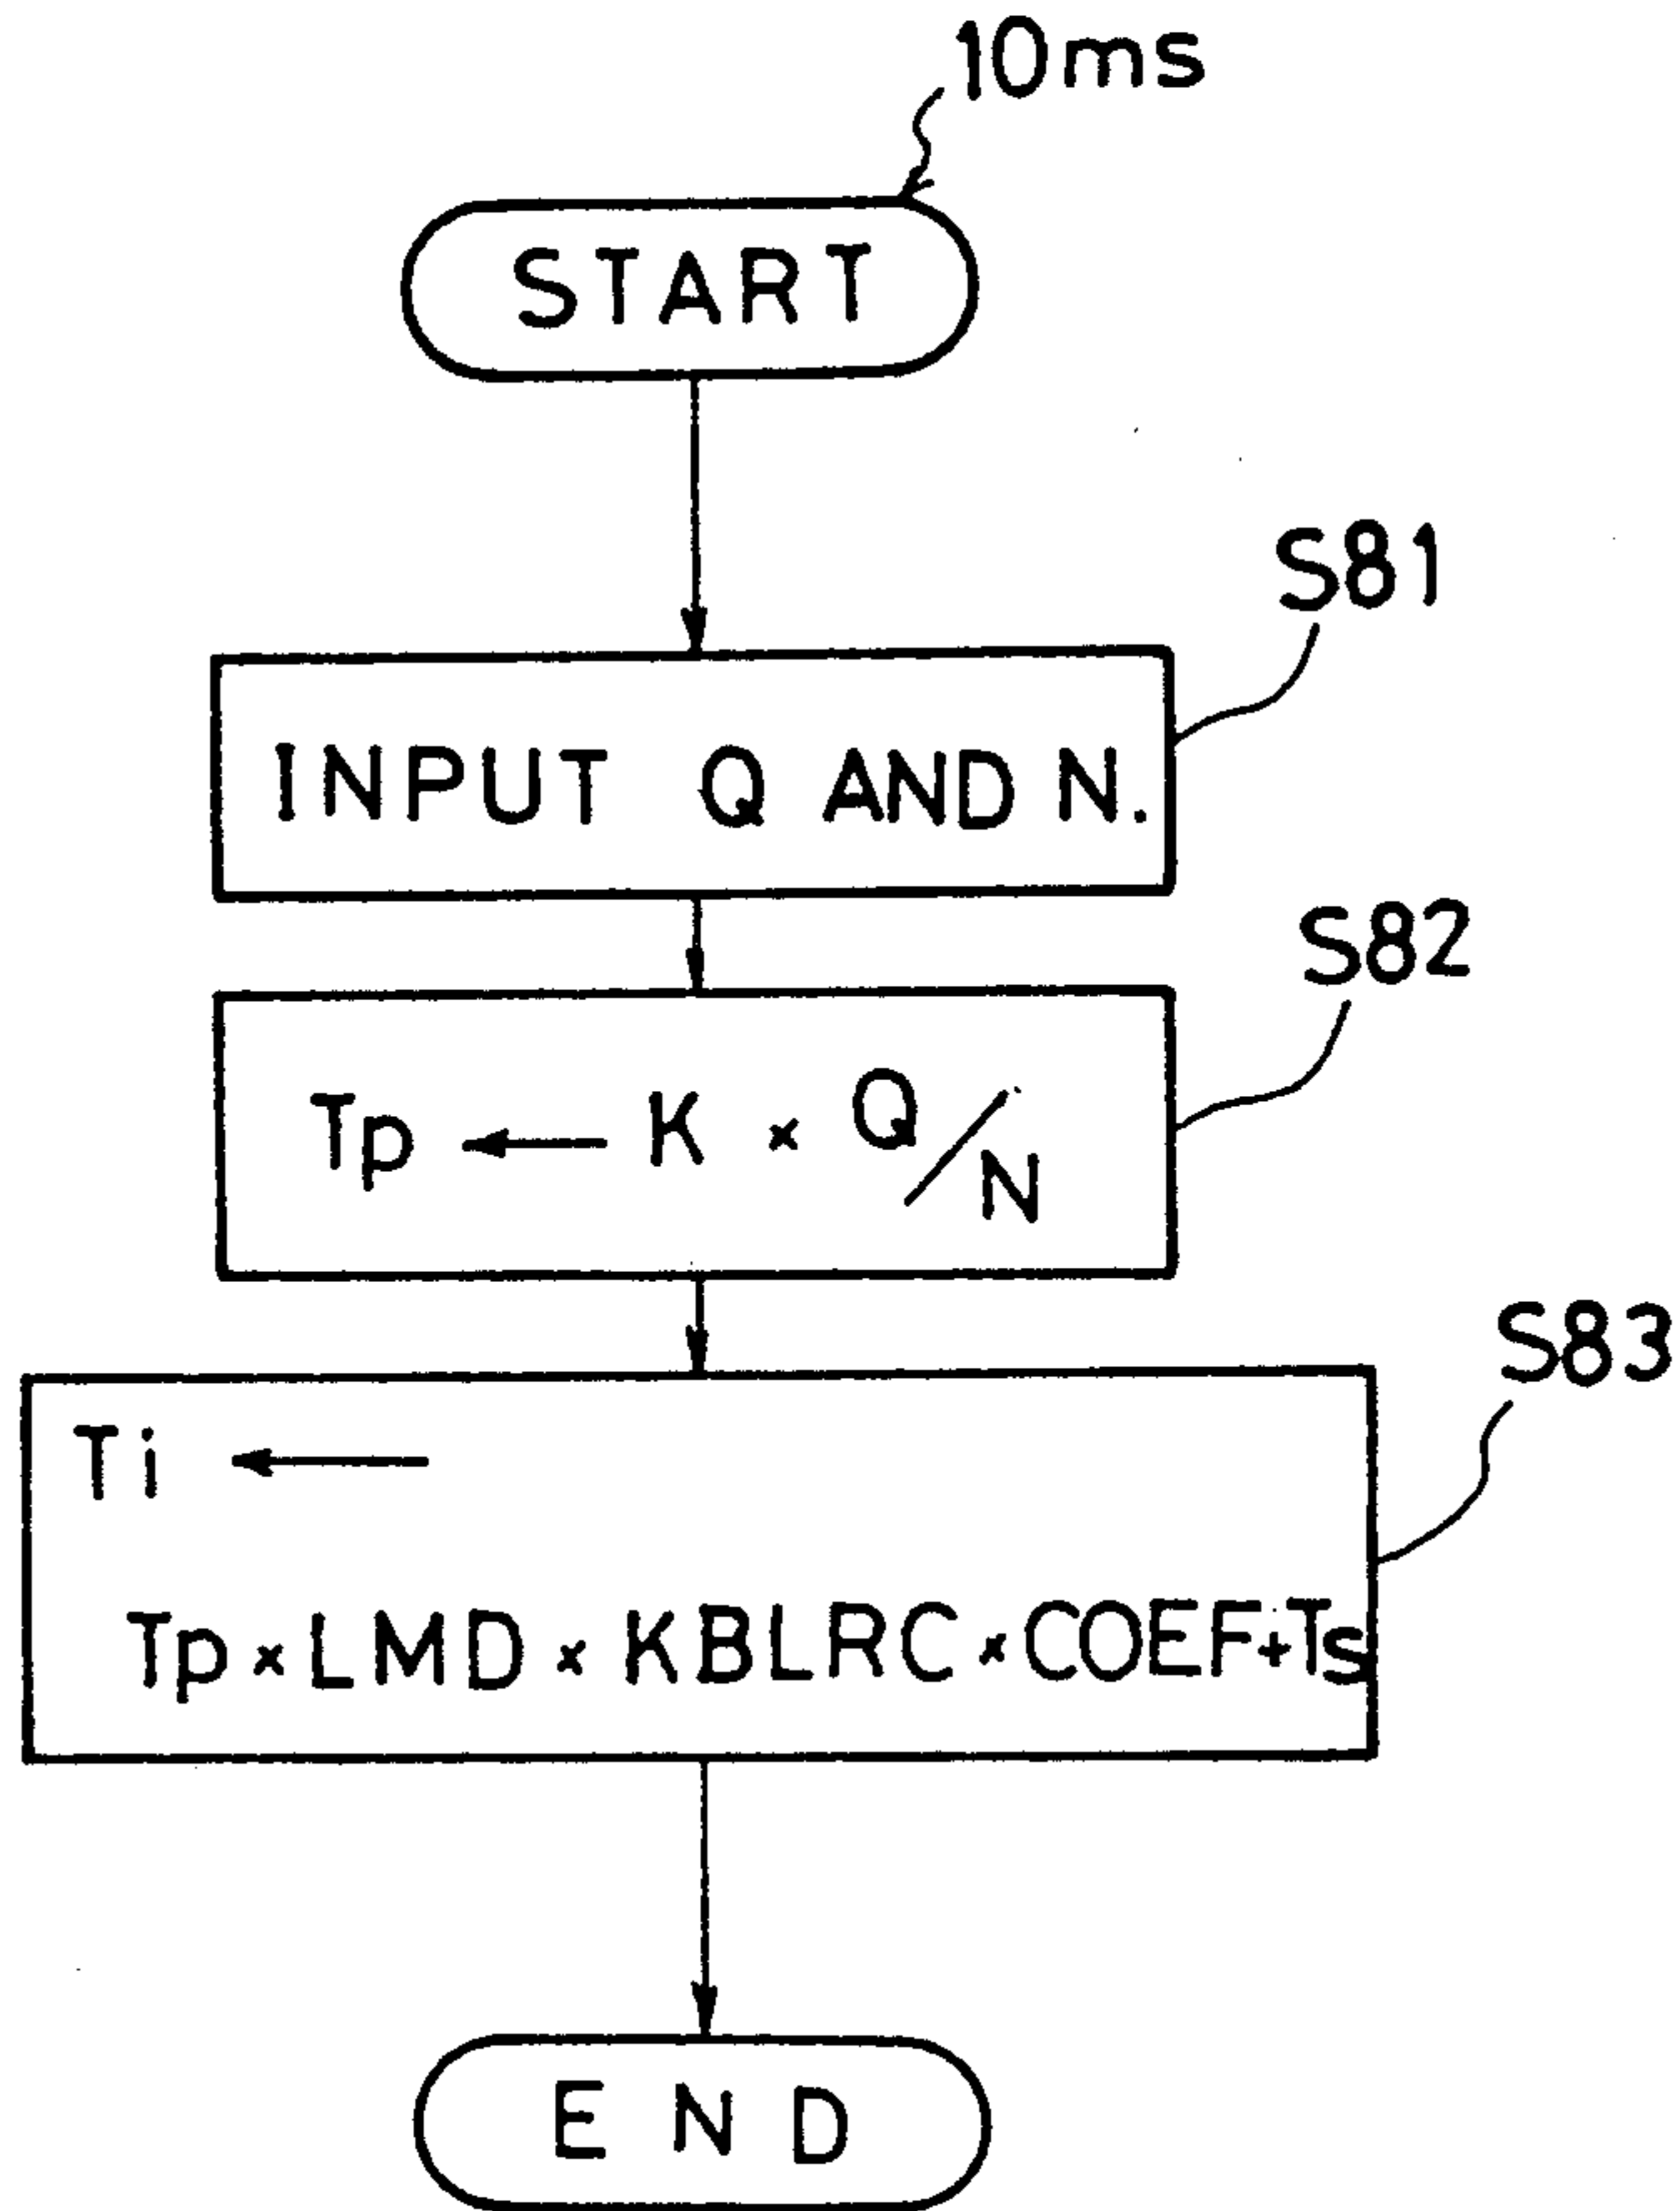 10ms
START
S81
INPUT Q AND N.
S82
Tp ← K × Q/N
S83
Ti ←
Tp×LMD×KBLRC×COEF+Ts
END